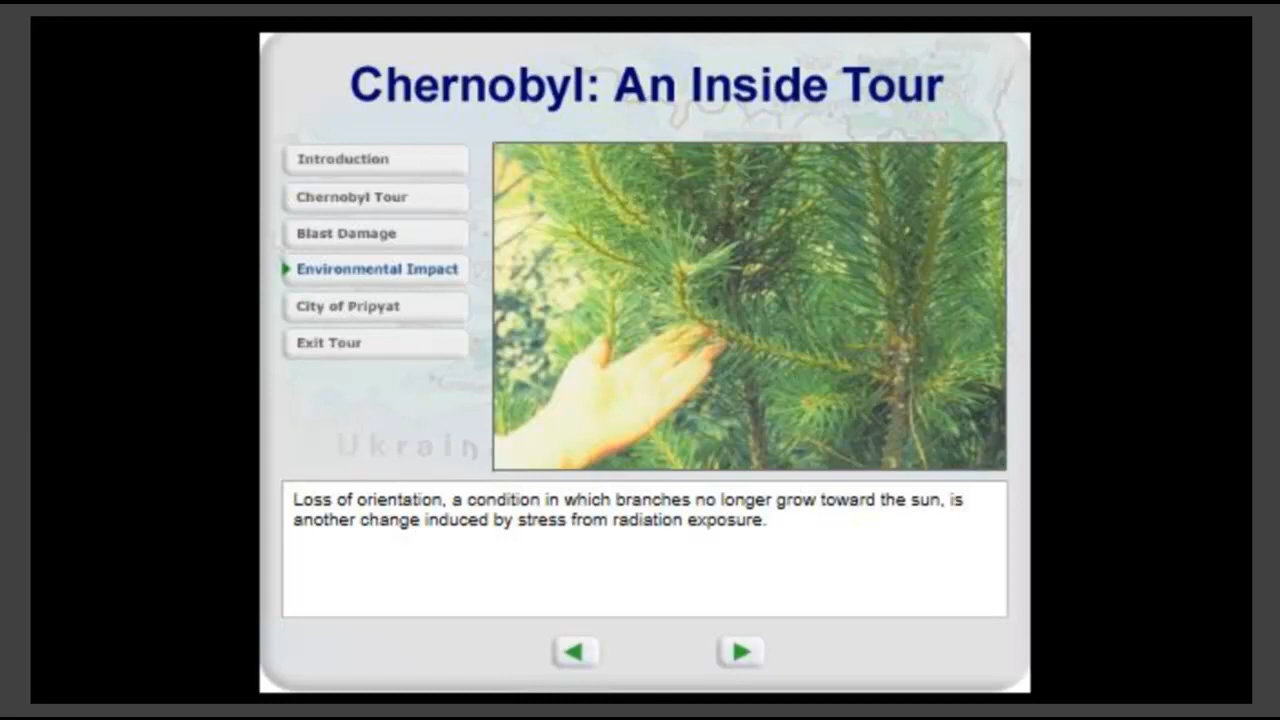 Chernobyl: An Inside Tour
Introduction
Chernobyl Tour
Blast Damage
Environmental Impact
City of Pripyat
Exit Tour
Ukrain
Loss of orientation, a condition in which branches no longer grow toward the sun, is
another change induced by stress from radiation exposure.